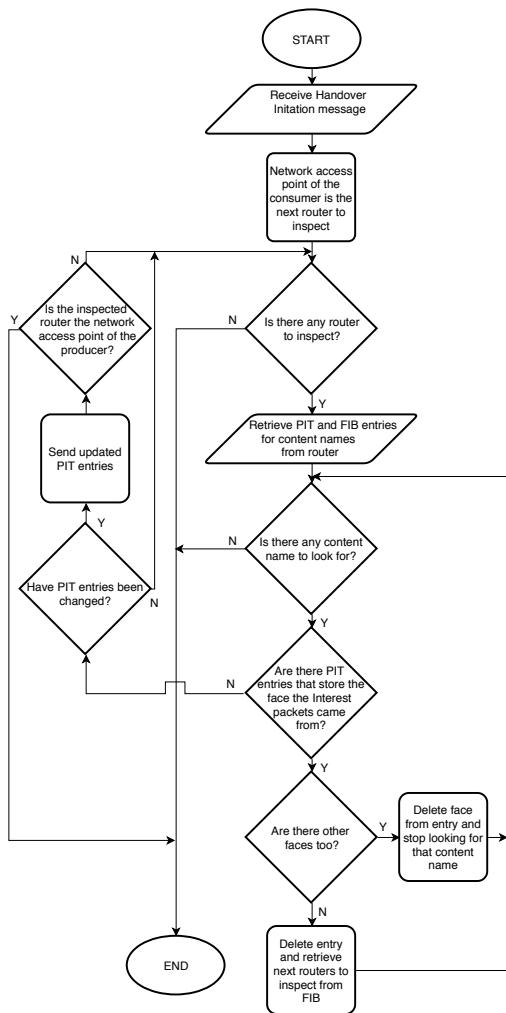 START
Receive Handover
Initation message
Network access
point of the
consumer is the
next router to
inspect
N
Y
Is the inspected
router the network
access point of the
producer?
N
Is there any router
to inspect?
Y
Retrieve PIT and FIB entries
for content names
from router
Send updated
PIT entries
Y
N
Is there any content
name to look for?
Have PIT entries been
changed?
N
Y
N
Are there PIT
entries that store the
face the Interest
packets came
from?
Y
Are there other
faces too?
Y
Delete face
from entry and
stop looking for
that content
name
N
Delete entry
and retrieve
next routers to
inspect from
FIB
END